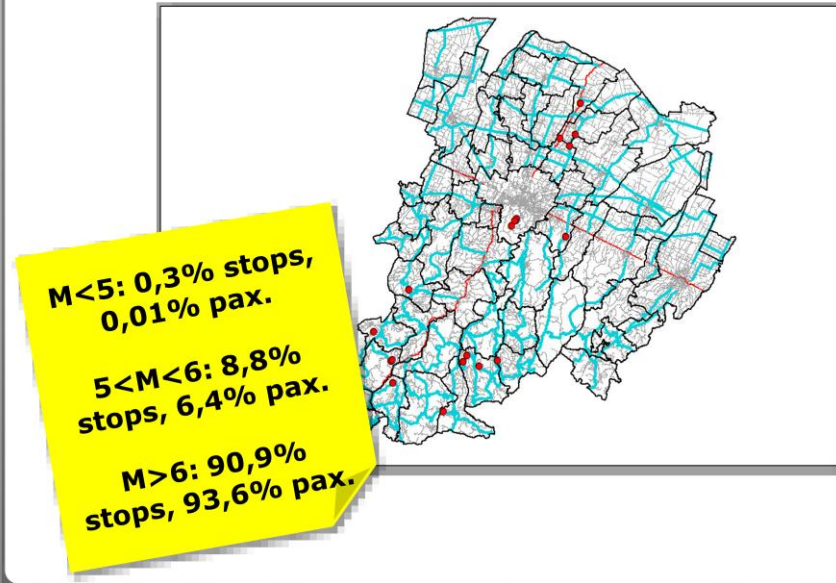 M<5: 0,3% stops,
0,01% pax.
5<M<6: 8,8%
stops, 6,4% pax.
M>6: 90,9%
stops, 93,6% pax.